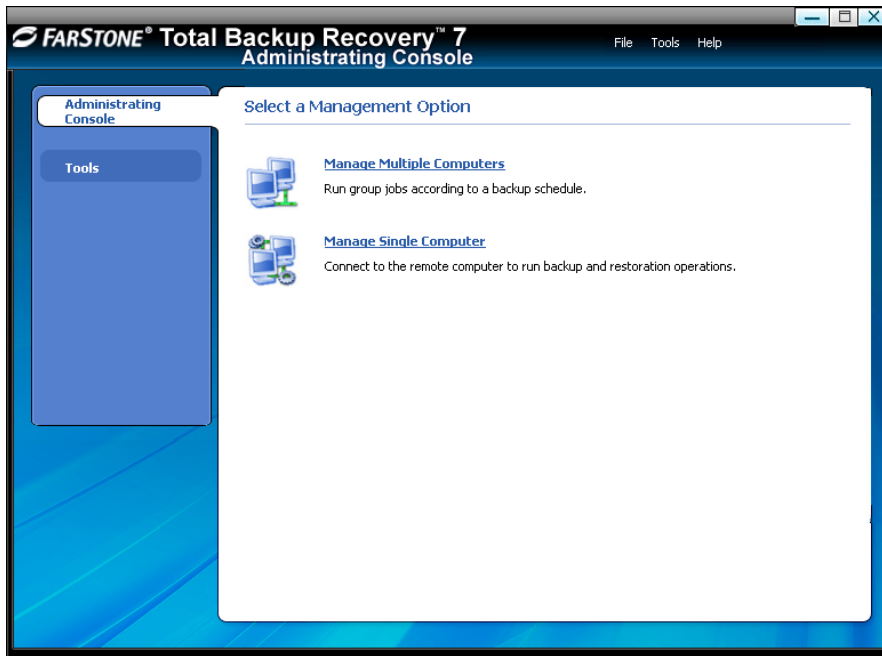 FARSTONE® Total Backup Recovery™ 7
Administrating Console
File Tools Help
Administrating
Console
Tools
Select a Management Option
Manage Multiple Computers
Run group jobs according to a backup schedule.
Manage Single Computer
Connect to the remote computer to run backup and restoration operations.